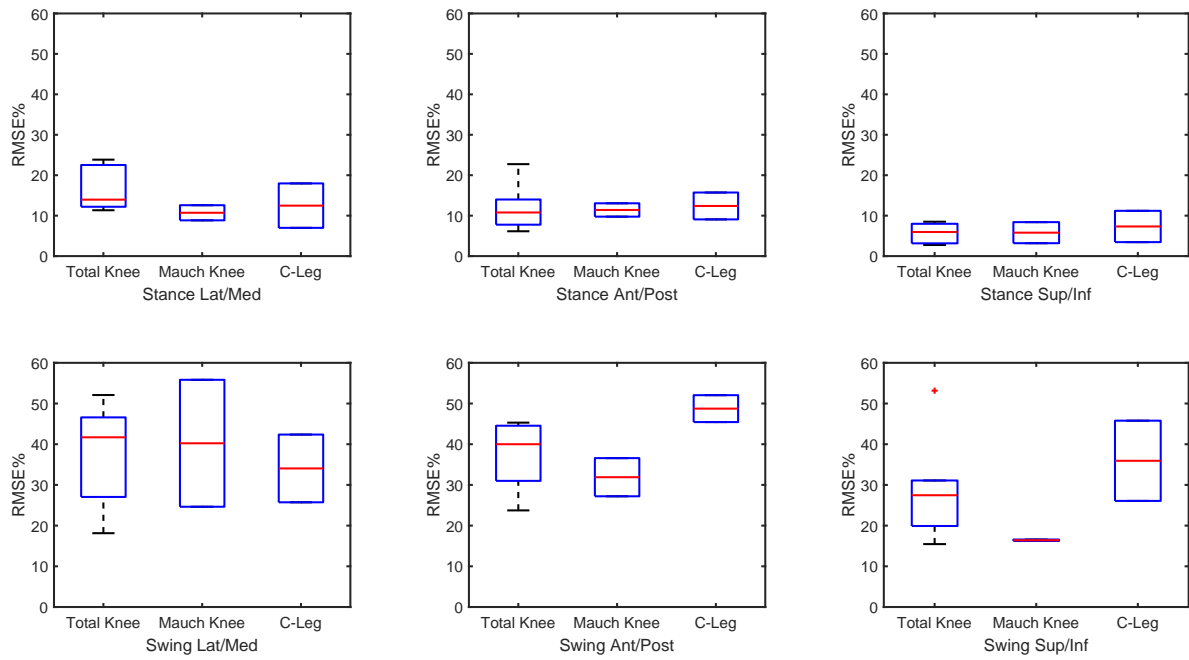 60
50
40
30
20
10
0
RMSE%
Total Knee Mauch Knee C-Leg
Stance Lat/Med
60
50
40
30
20
10
0
RMSE%
Total Knee Mauch Knee C-Leg
Stance Ant/Post
60
50
40
30
20
10
0
RMSE%
Total Knee Mauch Knee C-Leg
Stance Sup/Inf
60
50
40
30
20
10
0
RMSE%
Total Knee Mauch Knee C-Leg
Swing Lat/Med
60
50
40
30
20
10
0
RMSE%
Total Knee Mauch Knee C-Leg
Swing Ant/Post
60
50
40
30
20
10
0
RMSE%
Total Knee Mauch Knee C-Leg
Swing Sup/Inf